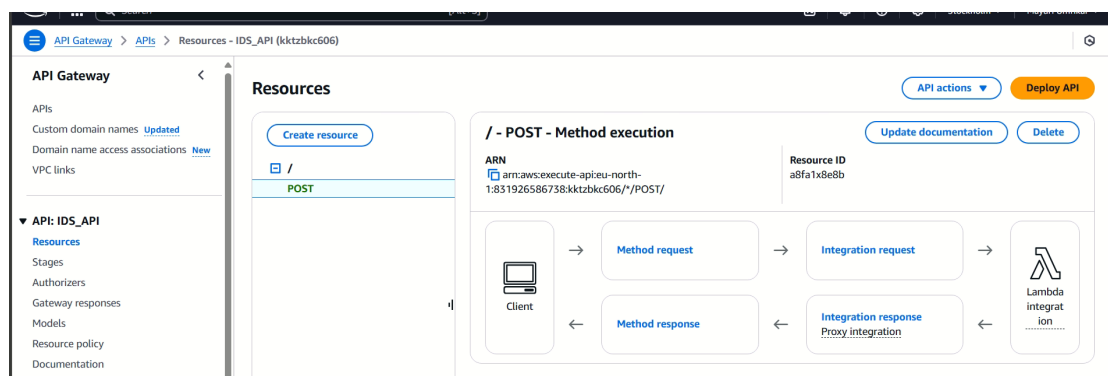 API Gateway > APIs > Resources - IDS_API (kktzbkc606)
API Gateway
APIs
Custom domain names Updated
Domain name access associations New
VPC links
API: IDS_API
Resources
Stages
Authorizers
Gateway responses
Models
Resource policy
Documentation
Resources
API actions
Deploy API
Create resource
/
POST
/ - POST - Method execution
Update documentation
Delete
ARN
arn:aws:execute-api:eu-north-
1:831926586738:kktzbkc606/*/POST/
Resource ID
a8fa1x8e8b
Client
Method request
Integration request
Method response
Integration response
Proxy integration
Lambda
integrat
ion